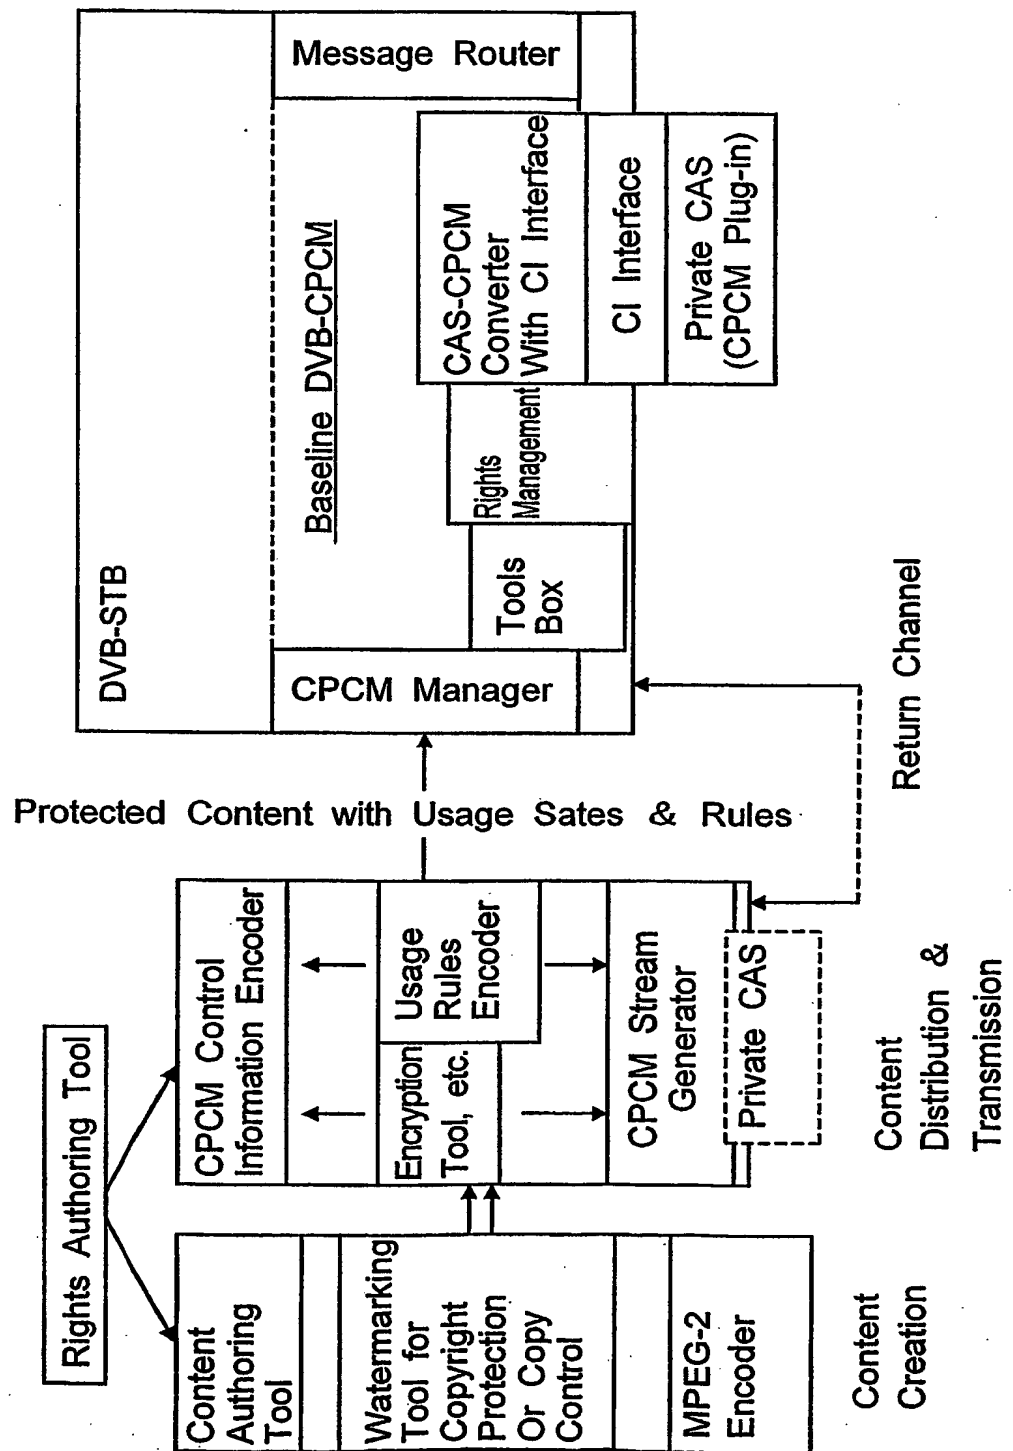 Rights Authoring Tool
Content
Authoring
Tool
Watermarking
Tool for
Copyright
Protection
Or Copy
Control
MPEG-2
Encoder
Content
Creation
CPCM Control
Information Encoder
Encryption
Tool, etc.
Usage
Rules
Encoder
CPCM Stream
Generator
Private CAS
Content
Distribution &
Transmission
Protected Content with Usage Sates & Rules
Return Channel
DVB-STB
CPCM Manager
Baseline DVB-CPCM
Tools
Box
Rights
Management
CAS-CPCM
Converter
With CI Interface
CI Interface
Private CAS
(CPCM Plug-in)
Message Router